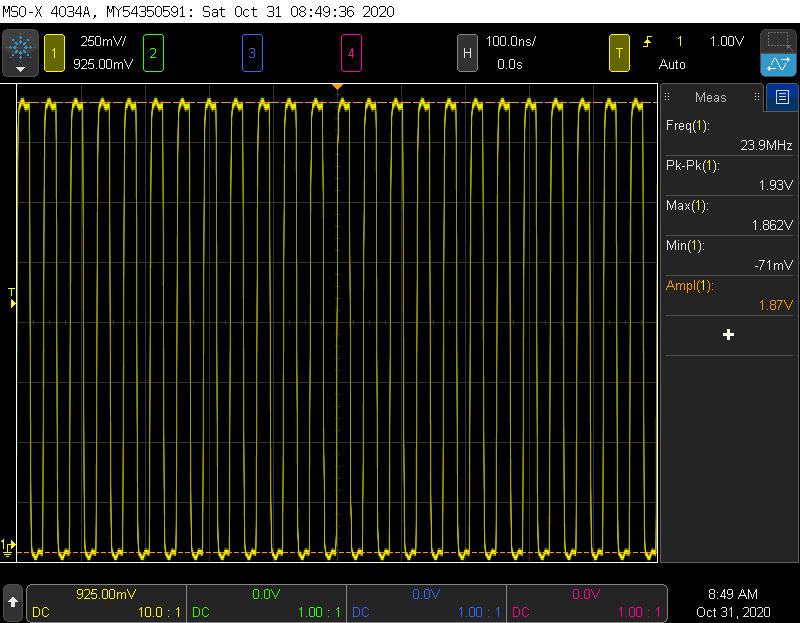 MSO-X 4034A, MY54350591: Sat Oct 31 08:49:36 2020
1 250mV/ 2 3 4 H 100.0ns/ T 1 1.00V
925.00mV 0.0s Auto
Meas
Freq(1):
23.9MHz
Pk-Pk(1):
1.93V
Max(1):
1.862V
Min(1):
-71mV
Ampl(1):
1.87V
+
T
1
925.00mV 0.0V 0.0V 0.0V 8:49 AM
DC 10.0 : 1 DC 1.00 : 1 DC 1.00 : 1 DC 1.00 : 1 Oct 31, 2020